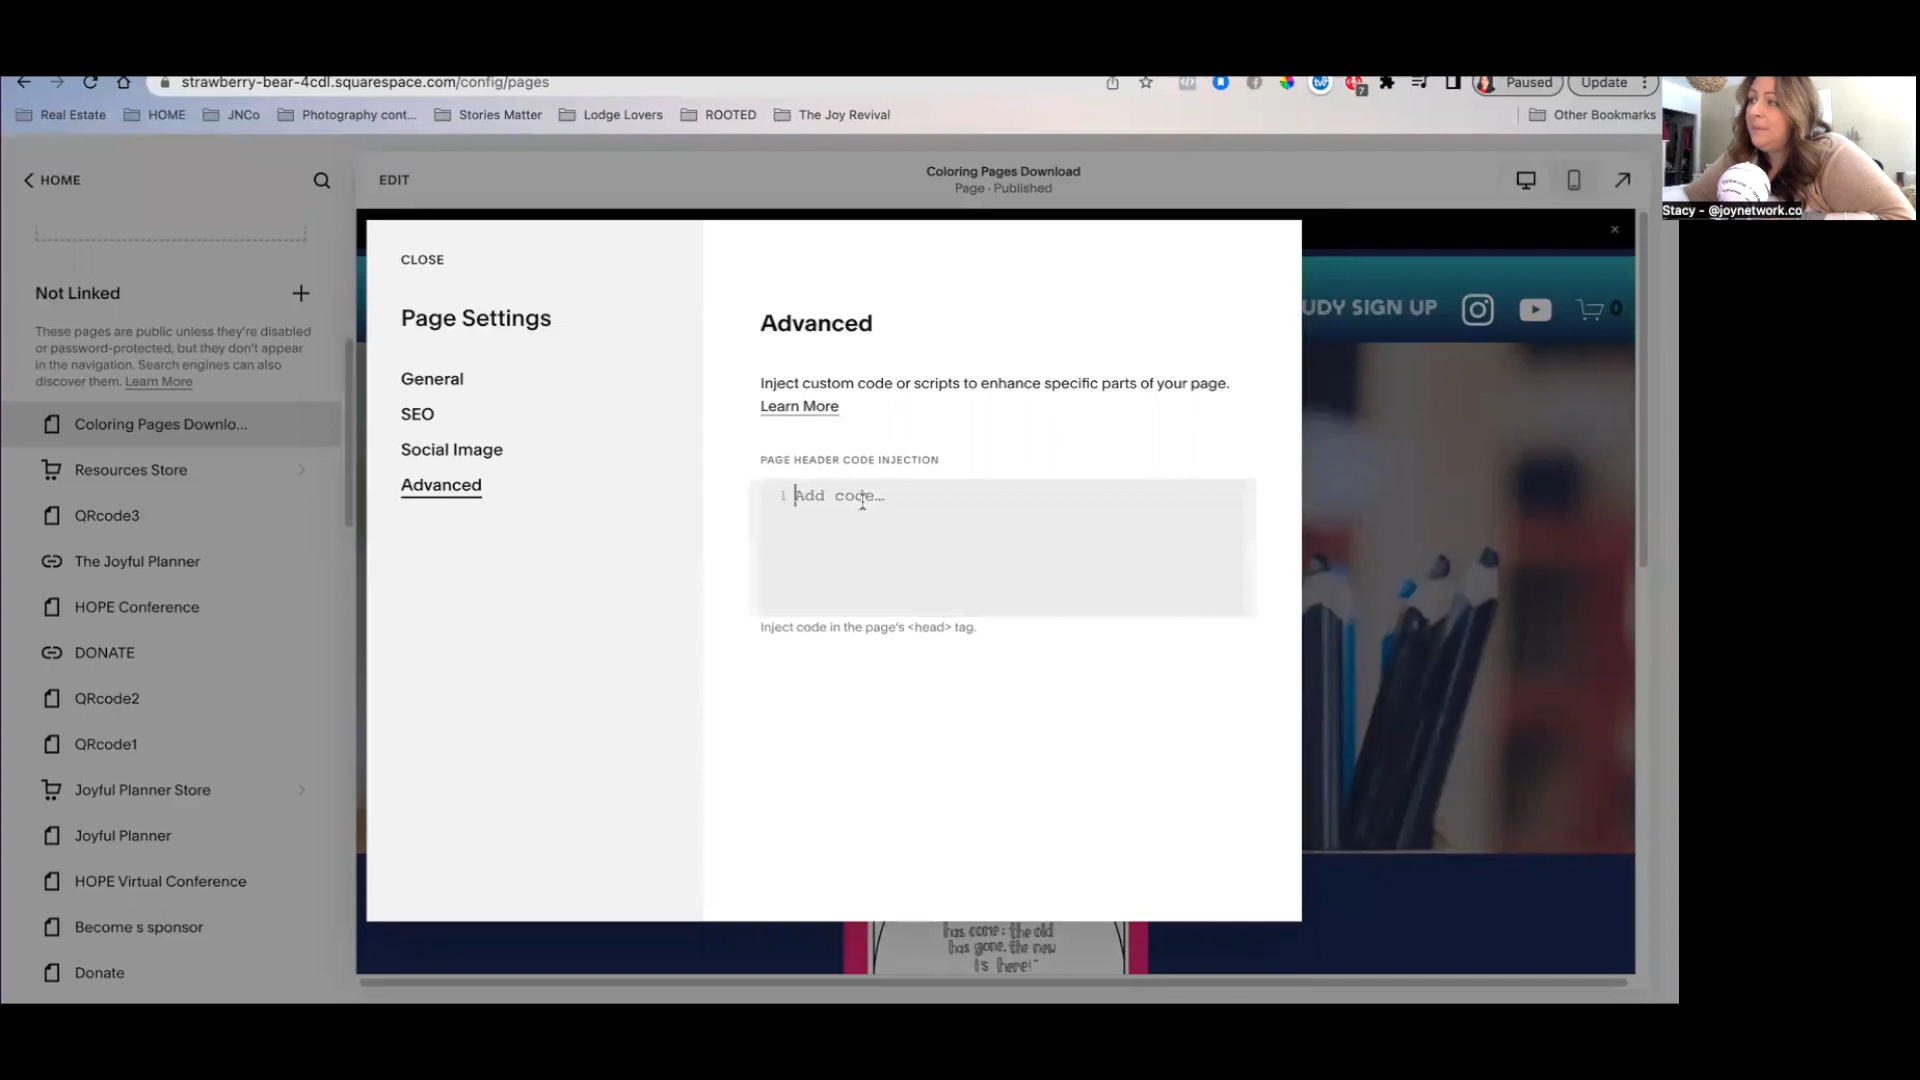 strawberry-bear-4cdl.squarespace.com/config/pages
7
Paused
Update
Real Estate
HOME
JNCo
Photography cont...
Stories Matter
Lodge Lovers
ROOTED
The Joy Revival
Other Bookmarks
HOME
EDIT
Coloring Pages Download
Page · Published
Stacy - @joynetwork.co
Not Linked
These pages are public unless they're disabled
or password-protected, but they don't appear
in the navigation. Search engines can also
discover them. Learn More
Coloring Pages Downlo...
Resources Store
QRcode3
The Joyful Planner
HOPE Conference
DONATE
QRcode2
QRcode1
Joyful Planner Store
Joyful Planner
HOPE Virtual Conference
Become s sponsor
Donate
CLOSE
Page Settings
General
SEO
Social Image
Advanced
Advanced
Inject custom code or scripts to enhance specific parts of your page.
Learn More
PAGE HEADER CODE INJECTION
1 Add code...
Inject code in the page's <head> tag.
UDY SIGN UP
0
has come: the old
has gone, the new
is here!"